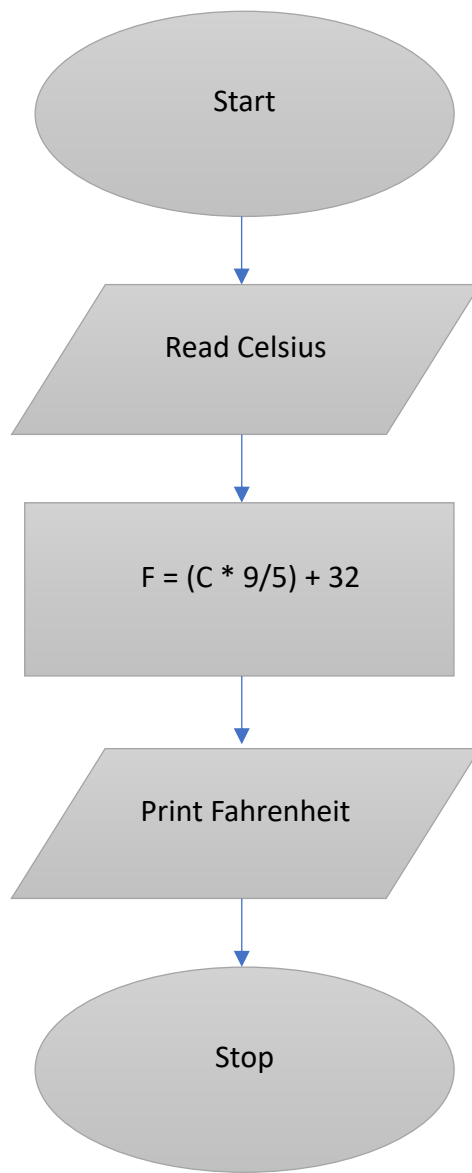 Start
Read Celsius
F = (C * 9/5) + 32
Print Fahrenheit
Stop